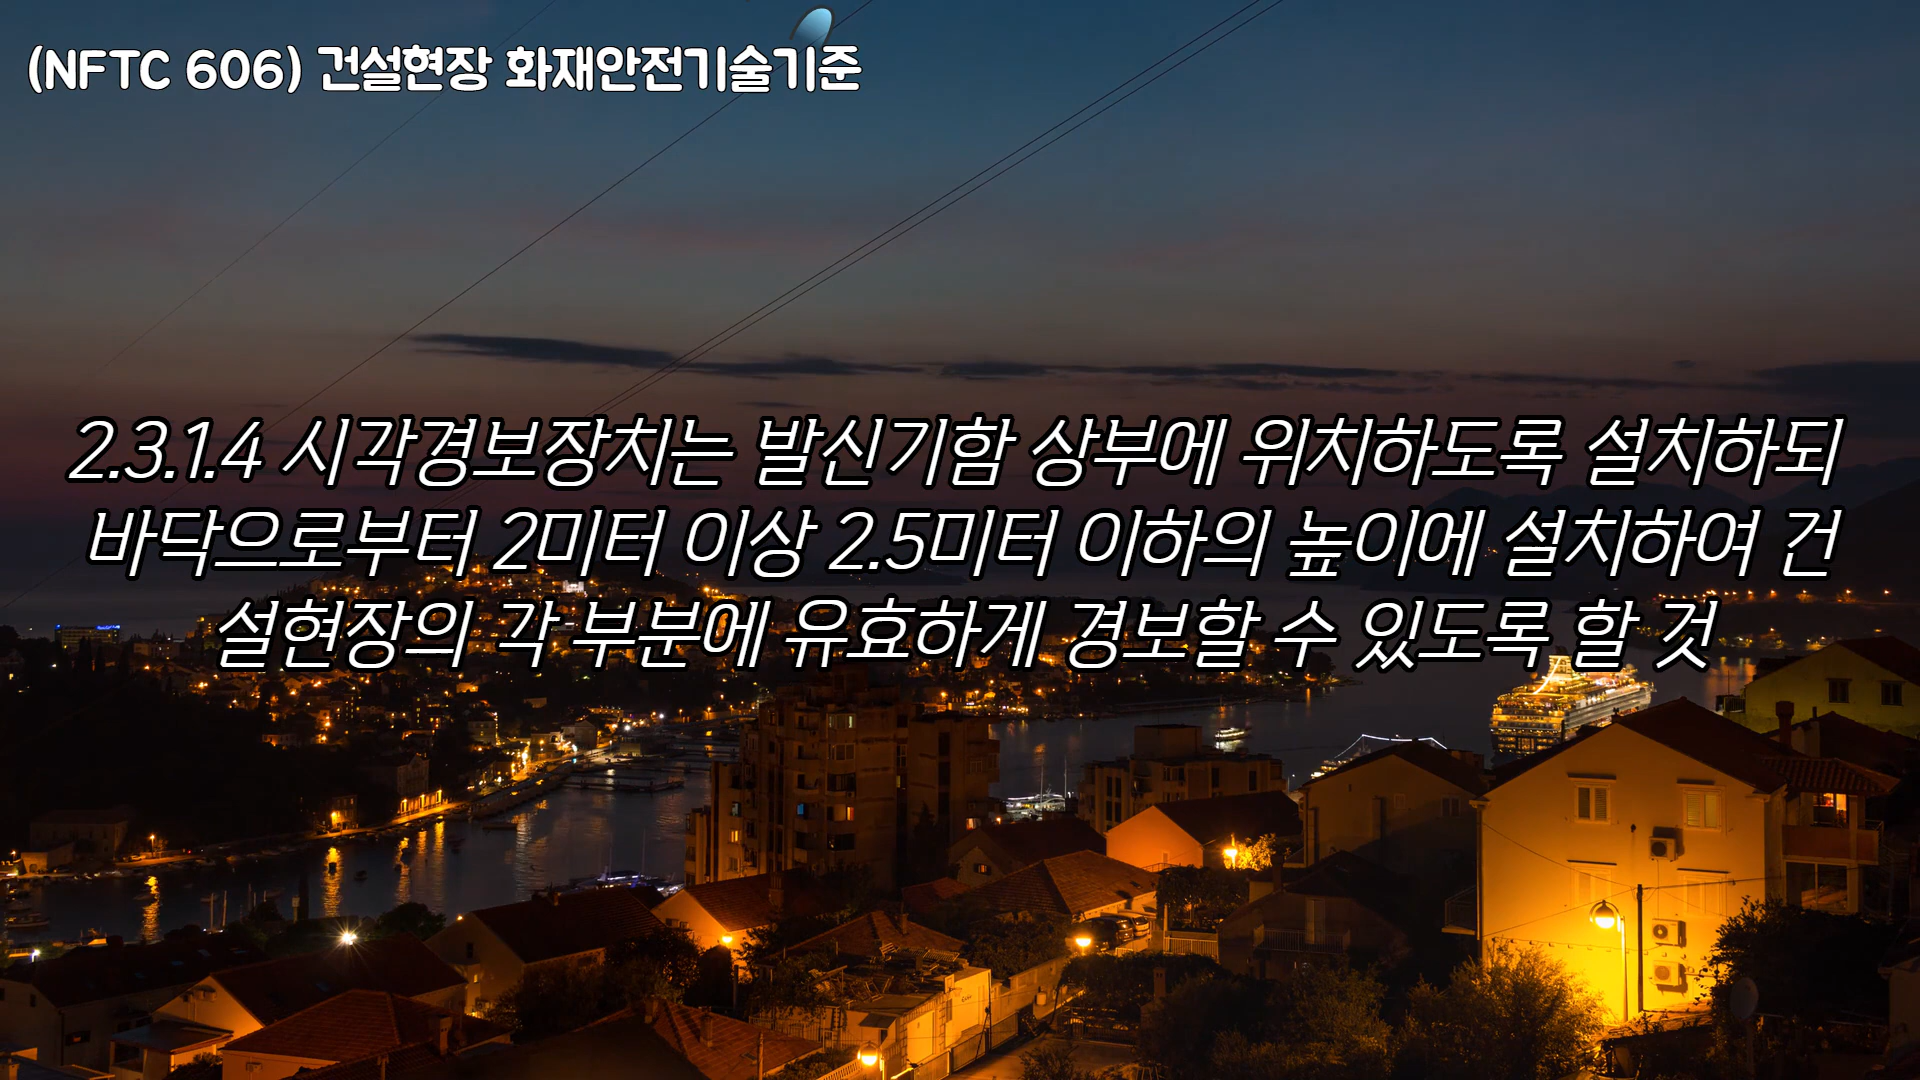 (NFTC 606) 건설현장 화재안전기술기준
2.3.1.4 시각경보장치는 발신기함 상부에 위치하도록 설치하되
바닥으로부터 2미터 이상 2.5미터 이하의 높이에 설치하여 건
설현장의 각 부분에 유효하게 경보할 수 있도록 할 것